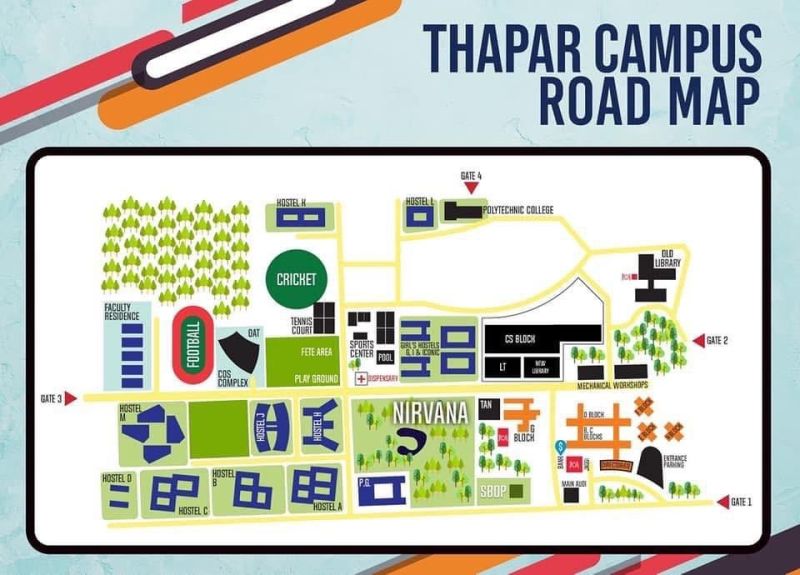 THAPAR CAMPUS
ROAD MAP
GATE 4
HOSTEL K
HOSTEL L
POLYTECHNIC COLLEGE
OLD
LIBRARY
CRICKET
FACULTY
RESIDENCE
FOOTBALL
OAT
COS
COMPLEX
TENNIS
COURT
FETE AREA
PLAY GROUND
SPORTS
CENTER
POOL
DISPENSARY
GIRL'S HOSTELS
G, I & ICONIC
CS BLOCK
LT
NEW
LIBRARY
GATE 2
MECHANICAL WORKSHOPS
GATE 3
HOSTEL
M
HOSTEL J
HOSTEL H
NIRVANA
TAN
G
BLOCK
D BLOCK
B, C
BLOCKS
BANK
DIRECTORATE
ENTRANCE
PARKING
HOSTEL D
HOSTEL C
HOSTEL
B
HOSTEL A
P.G.
SBOP
MAIN AUDI
GATE 1